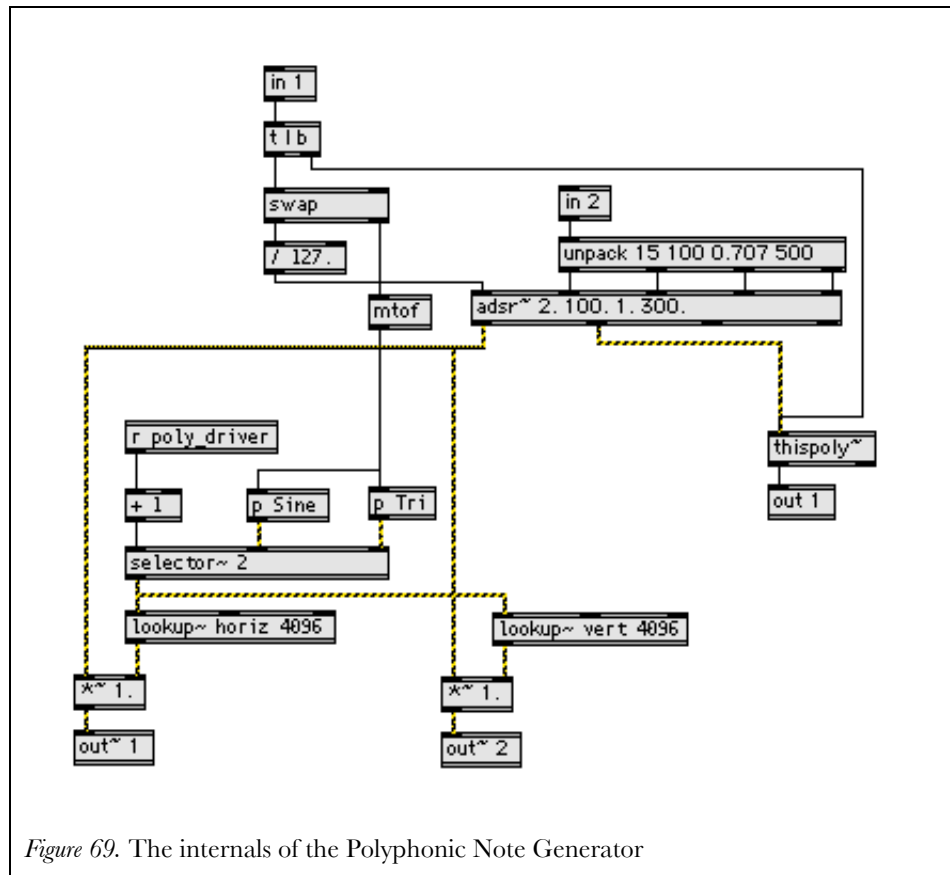 in 1
t l b
swap
in 2
/ 127.
unpack 15 100 0.707 500
mtof
adsr~ 2. 100. 1. 300.
r poly_driver
thispoly~
+ 1
p Sine
p Tri
out 1
selector~ 2
lookup~ horiz 4096
lookup~ vert 4096
*~ 1.
*~ 1.
out~ 1
out~ 2
Figure 69. The internals of the Polyphonic Note Generator